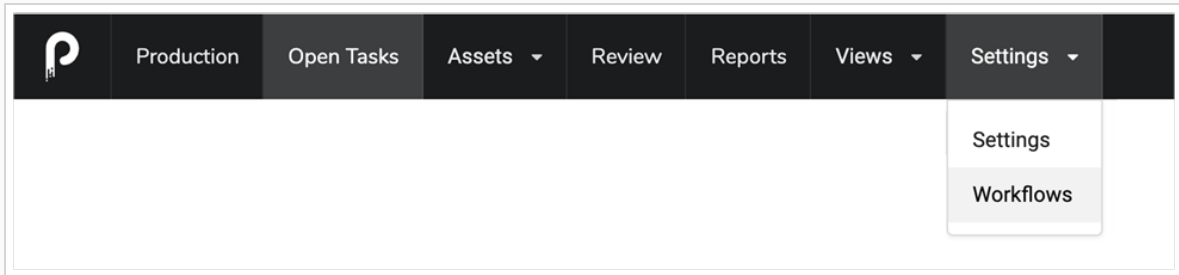 Production Open Tasks Assets Review Reports Views Settings
Settings
Workflows